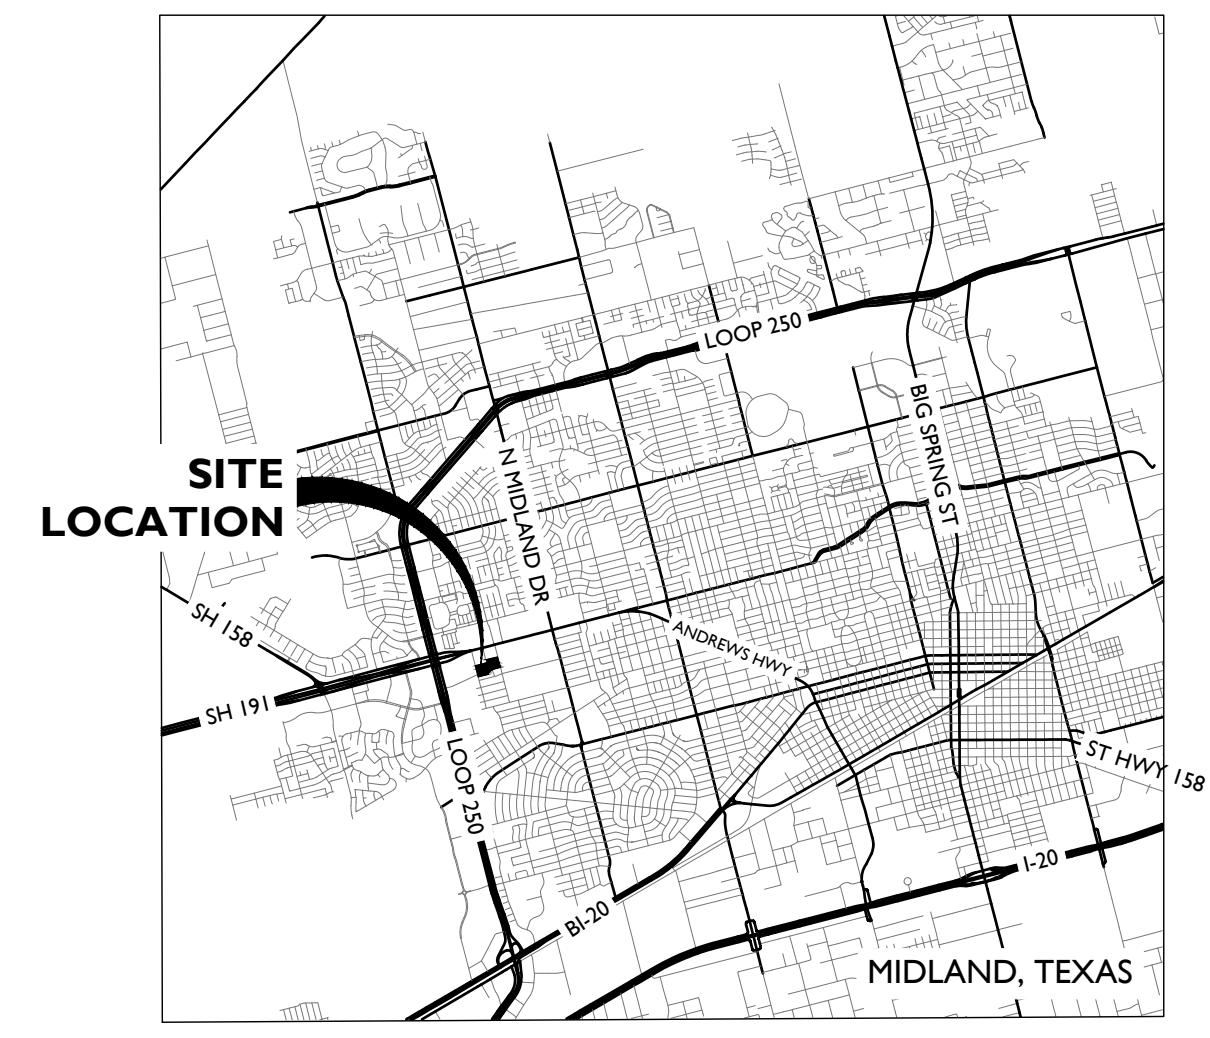 LOOP 250
BIG SPRING ST
SITE
LOCATION
N MIDLAND DR
SH 158
ANDREWS HWY
SH 191
LOOP 250
ST HWY 158
I-20
BI-20
MIDLAND, TEXAS